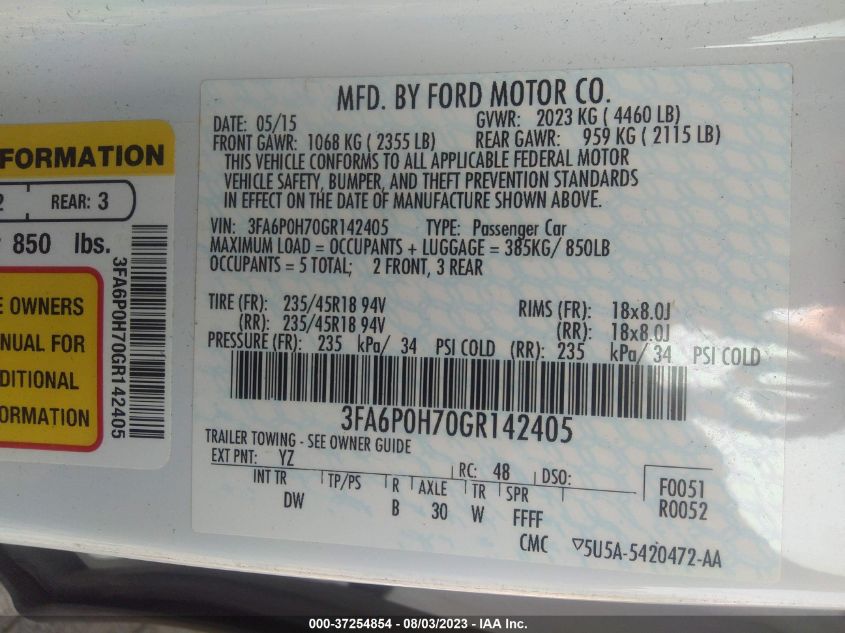 FORMATION
2 REAR: 3
850 lbs.
E OWNERS
ANUAL FOR
DDITIONAL
FORMATION
3FA6P0H70GR142405
MFD. BY FORD MOTOR CO.
DATE: 05/15 GVWR: 2023 KG ( 4460 LB)
FRONT GAWR: 1068 KG ( 2355 LB) REAR GAWR: 959 KG ( 2115 LB)
THIS VEHICLE CONFORMS TO ALL APPLICABLE FEDERAL MOTOR
VEHICLE SAFETY, BUMPER, AND THEFT PREVENTION STANDARDS
IN EFFECT ON THE DATE OF MANUFACTURE SHOWN ABOVE.
VIN: 3FA6P0H70GR142405 TYPE: Passenger Car
MAXIMUM LOAD = OCCUPANTS + LUGGAGE = 385KG/ 850LB
OCCUPANTS = 5 TOTAL; 2 FRONT, 3 REAR
TIRE (FR): 235/45R18 94V RIMS (FR): 18x8.0J
(RR): 235/45R18 94V (RR): 18x8.0J
PRESSURE (FR): 235 kPa/ 34 PSI COLD (RR): 235 kPa/ 34 PSI COLD
3FA6P0H70GR142405
TRAILER TOWING - SEE OWNER GUIDE
EXT PNT: YZ RC: 48 DSO:
INT TR TP/PS R AXLE TR SPR F0051
DW B 30 W FFFF R0052
CMC ▽5U5A-5420472-AA
000-37254854 - 08/03/2023 - IAA Inc.